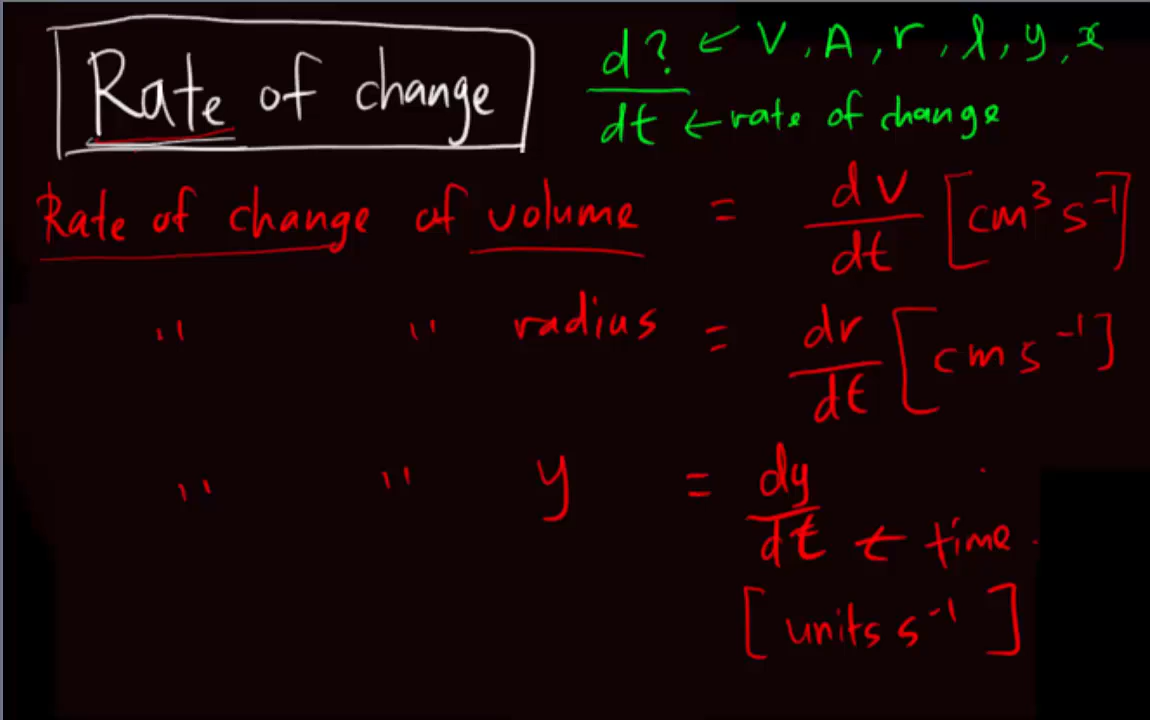 Rate of change
d?/dt ← V, A, r, l, y, x
← rate of change
Rate of change of volume = dV/dt [cm³ s⁻¹]
" " radius = dr/dt [cm s⁻¹]
" " y = dy/dt ← time
[units s⁻¹]